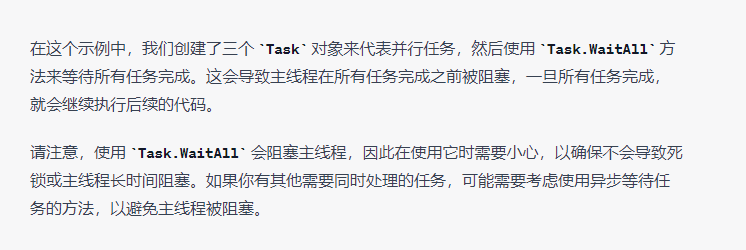 在这个示例中，我们创建了三个 `Task` 对象来代表并行任务，然后使用 `Task.WaitAll` 方
法来等待所有任务完成。这会导致主线程在所有任务完成之前被阻塞，一旦所有任务完成，
就会继续执行后续的代码。
请注意，使用 `Task.WaitAll` 会阻塞主线程，因此在使用它时需要小心，以确保不会导致死
锁或主线程长时间阻塞。如果你有其他需要同时处理的任务，可能需要考虑使用异步等待任
务的方法，以避免主线程被阻塞。